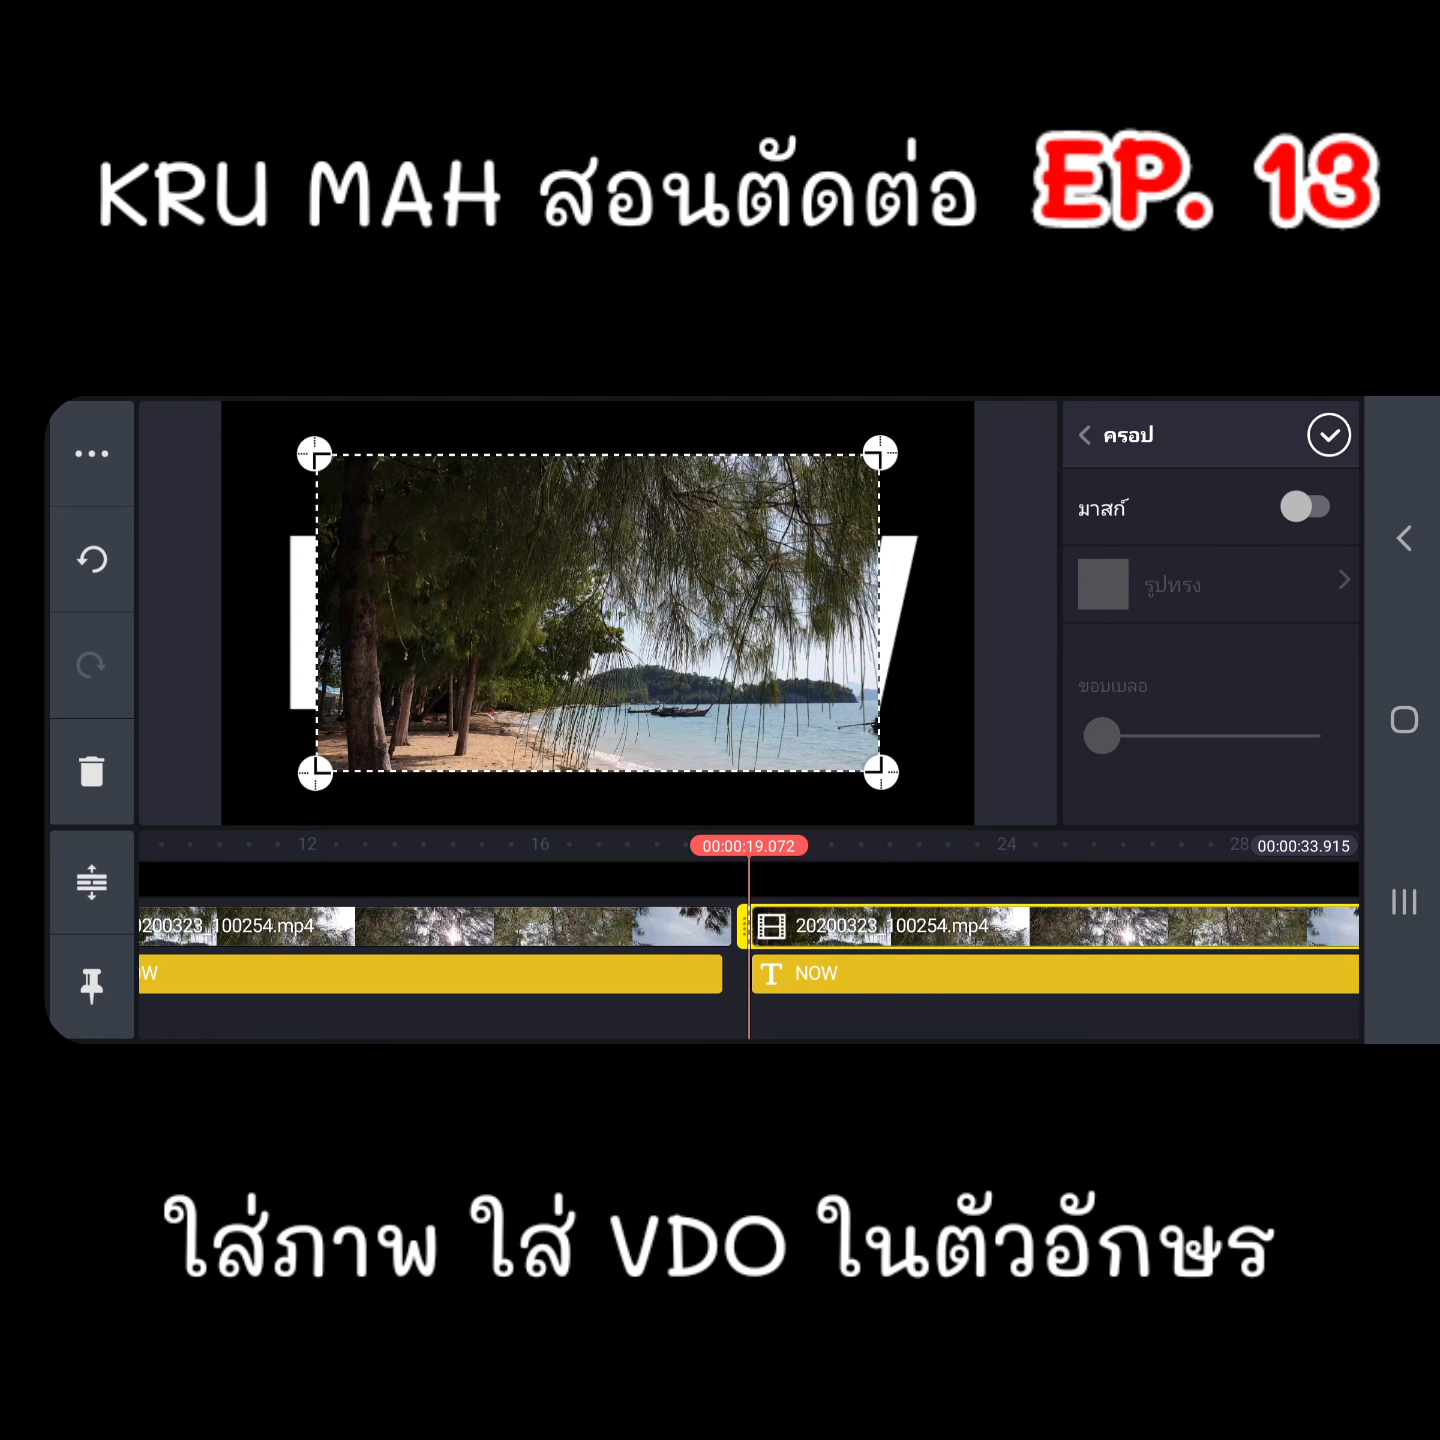 KRU MAH สอนตัดต่อ EP. 13
ครอป
มาสก์
รูปทรง
ขอบเบลอ
12 16 00:00:19.072 24 28 00:00:33.915
0200323_100254.mp4 20200323_100254.mp4
OW NOW
ใส่ภาพ ใส่ VDO ในตัวอักษร